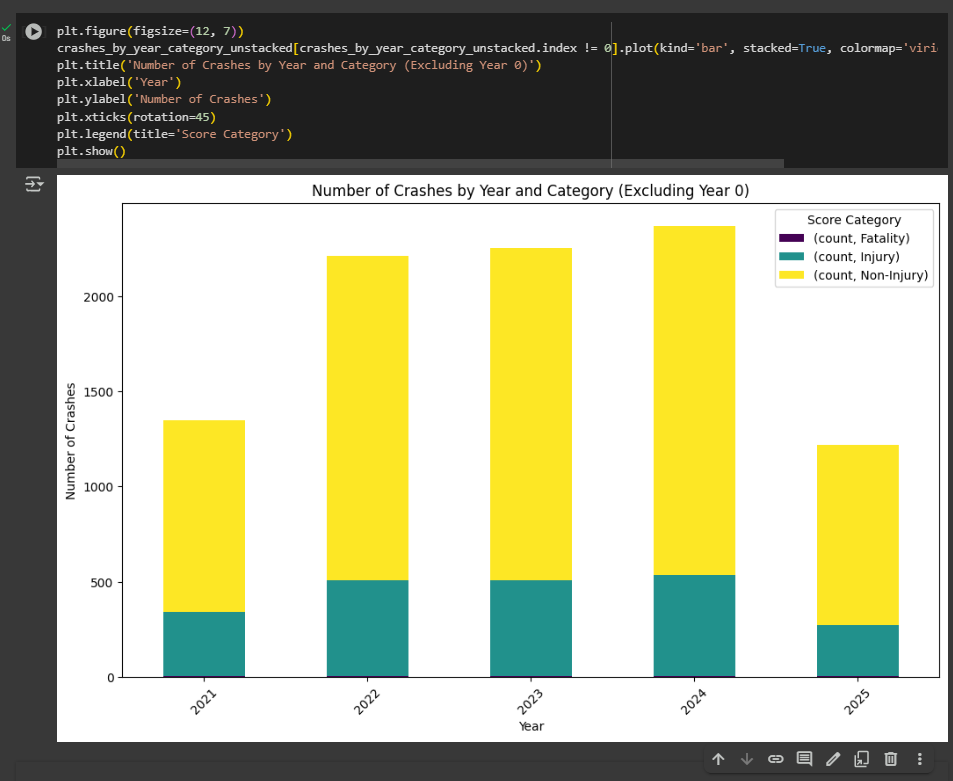 plt.figure(figsize=(12, 7))
0s
crashes_by_year_category_unstacked[crashes_by_year_category_unstacked.index != 0].plot(kind='bar', stacked=True, colormap='viri
plt.title('Number of Crashes by Year and Category (Excluding Year 0)')
plt.xlabel('Year')
plt.ylabel('Number of Crashes')
plt.xticks(rotation=45)
plt.legend(title='Score Category')
plt.show()
Number of Crashes by Year and Category (Excluding Year 0)
Score Category
(count, Fatality)
(count, Injury)
(count, Non-Injury)
2000
1500
1000
500
0
Number of Crashes
2021
2022
2023
2024
2025
Year